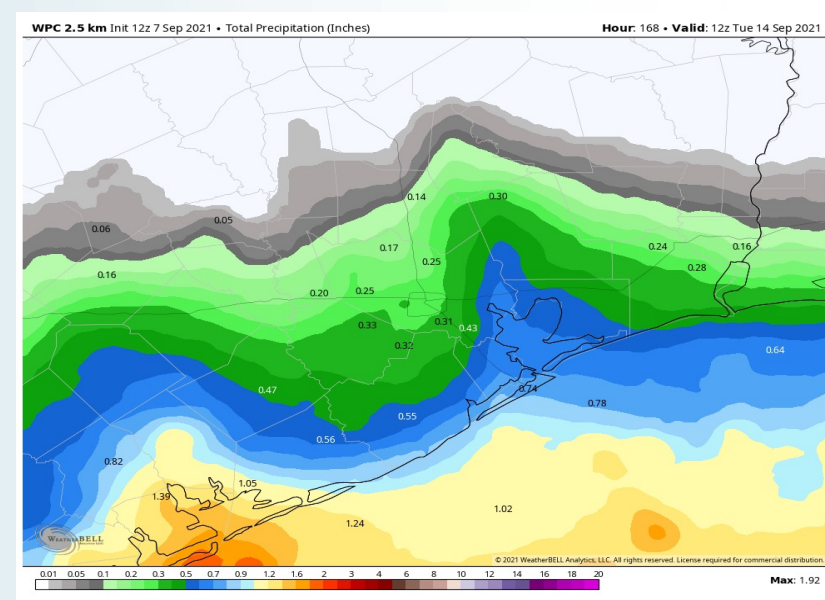 WPC 2.5 km Init 12z 7 Sep 2021 • Total Precipitation (Inches) Hour: 168 • Valid: 12z Tue 14 Sep 2021
0.14 0.30
0.05
0.06
0.17 0.24 0.16
0.25
0.16 0.28
0.20 0.25
0.33 0.31 0.43
0.32
0.64
0.47 0.74
0.78
0.55
0.56
0.82
1.05
1.39
1.02
1.24
WEATHERBELL
© 2021 WeatherBELL Analytics, LLC. All rights reserved. License required for commercial distribution.
0.01 0.05 0.1 0.2 0.3 0.5 0.7 0.9 1.2 1.6 2 3 4 6 8 10 12 14 16 18 20
Max: 1.92